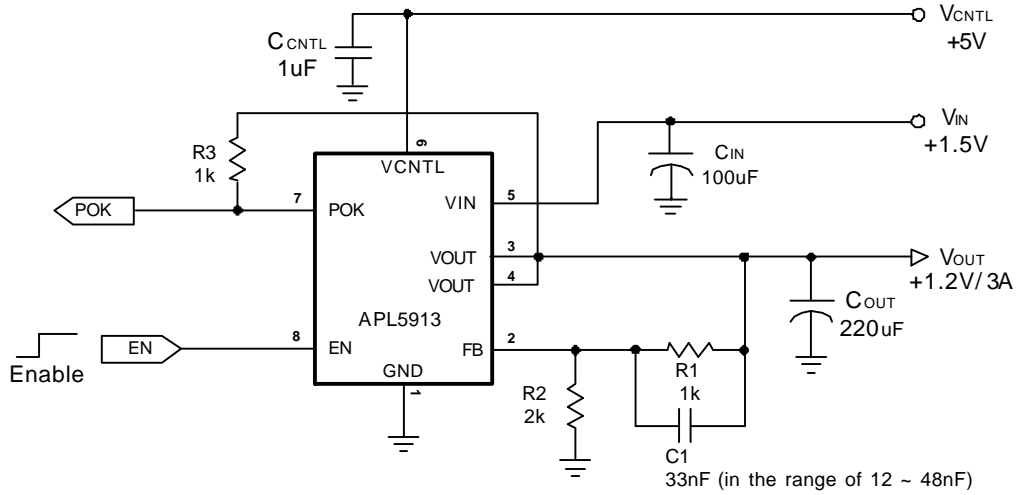 VCNTL
+5V
CCNTL
1uF
VIN
+1.5V
CIN
100uF
R3
1k
6
VCNTL
7
POK
POK
5
VIN
3
VOUT
4
VOUT
VOUT
+1.2V/ 3A
COUT
220uF
APL5913
Enable
EN
8
EN
2
FB
GND
1
R1
1k
R2
2k
C1
33nF (in the range of 12 ~ 48nF)